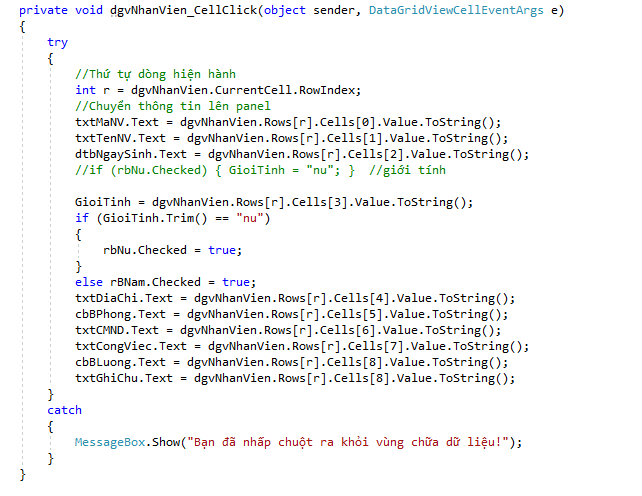 private void dgvNhanVien_CellClick(object sender, DataGridViewCellEventArgs e)
{
try
{
//Thứ tự dòng hiện hành
int r = dgvNhanVien.CurrentCell.RowIndex;
//Chuyển thông tin lên panel
txtMaNV.Text = dgvNhanVien.Rows[r].Cells[0].Value.ToString();
txtTenNV.Text = dgvNhanVien.Rows[r].Cells[1].Value.ToString();
dtbNgaySinh.Text = dgvNhanVien.Rows[r].Cells[2].Value.ToString();
//if (rbNu.Checked) { GioiTinh = "nu"; }  //giới tính
GioiTinh = dgvNhanVien.Rows[r].Cells[3].Value.ToString();
if (GioiTinh.Trim() == "nu")
{
rbNu.Checked = true;
}
else rBNam.Checked = true;
txtDiaChi.Text = dgvNhanVien.Rows[r].Cells[4].Value.ToString();
cbBPhong.Text = dgvNhanVien.Rows[r].Cells[5].Value.ToString();
txtCMND.Text = dgvNhanVien.Rows[r].Cells[6].Value.ToString();
txtCongViec.Text = dgvNhanVien.Rows[r].Cells[7].Value.ToString();
cbBLuong.Text = dgvNhanVien.Rows[r].Cells[8].Value.ToString();
txtGhiChu.Text = dgvNhanVien.Rows[r].Cells[8].Value.ToString();
}
catch
{
MessageBox.Show("Bạn đã nhấp chuột ra khỏi vùng chữa dữ liệu!");
}
}